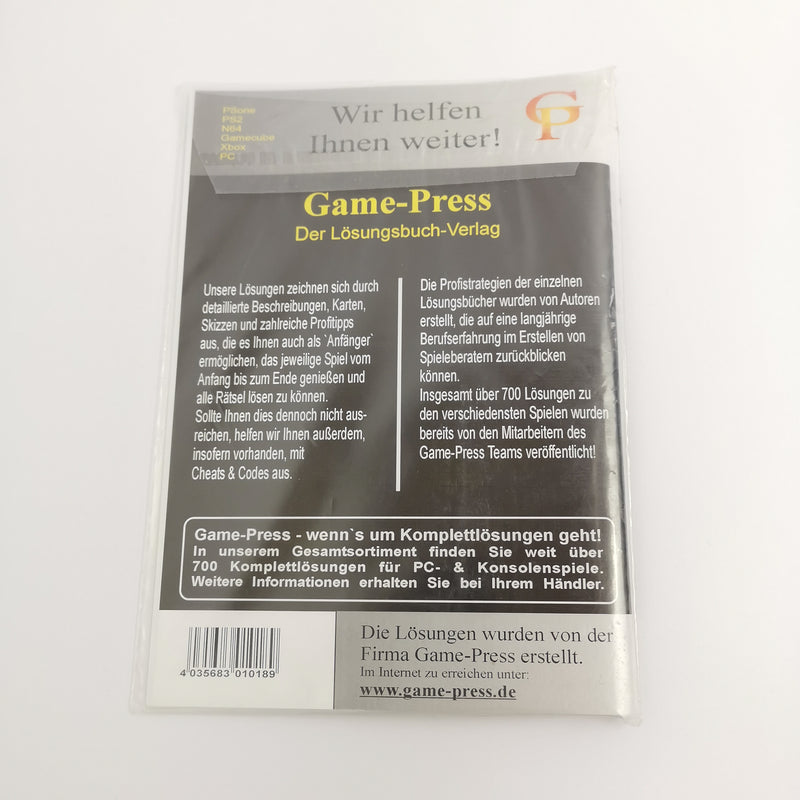 PSone
PS2
N64
Gamecube
Xbox
PC
Wir helfen
Ihnen weiter!
GP
Game-Press
Der Lösungsbuch-Verlag
Unsere Lösungen zeichnen sich durch
detaillierte Beschreibungen, Karten,
Skizzen und zahlreiche Profitipps
aus, die es Ihnen auch als `Anfänger`
ermöglichen, das jeweilige Spiel vom
Anfang bis zum Ende genießen und
alle Rätsel lösen zu können.
Sollte Ihnen dies dennoch nicht aus-
reichen, helfen wir Ihnen außerdem,
insofern vorhanden, mit
Cheats & Codes aus.
Die Profistrategien der einzelnen
Lösungsbücher wurden von Autoren
erstellt, die auf eine langjährige
Berufserfahrung im Erstellen von
Spieleberatern zurückblicken
können.
Insgesamt über 700 Lösungen zu
den verschiedensten Spielen wurden
bereits von den Mitarbeitern des
Game-Press Teams veröffentlicht!
Game-Press - wenn`s um Komplettlösungen geht!
In unserem Gesamtsortiment finden Sie weit über
700 Komplettlösungen für PC- & Konsolenspiele.
Weitere Informationen erhalten Sie bei Ihrem Händler.
4 035683 010189
Die Lösungen wurden von der
Firma Game-Press erstellt.
Im Internet zu erreichen unter:
www.game-press.de